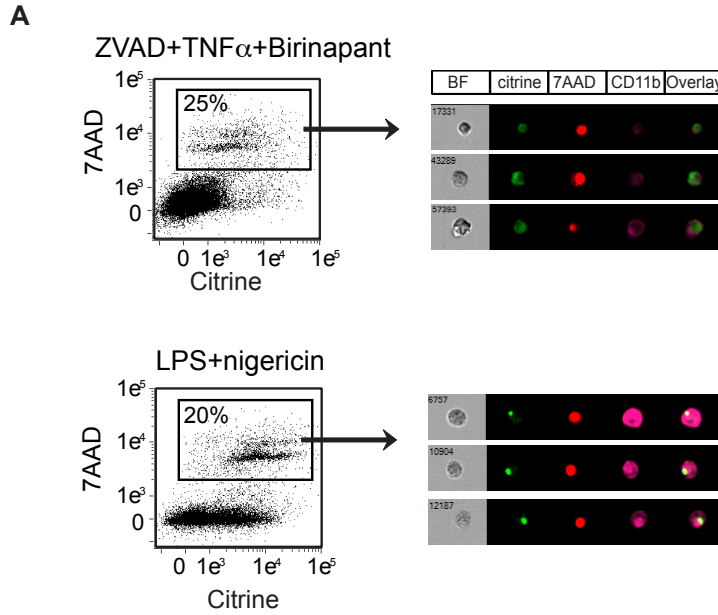 A
ZVAD+TNFα+Birinapant
1e⁵
25%
1e⁴
7AAD
1e³
0
0 1e³ 1e⁴ 1e⁵
Citrine
BF citrine 7AAD CD11b Overlay
17331
43289
57393
LPS+nigericin
1e⁵
20%
1e⁴
7AAD
1e³
0
0 1e³ 1e⁴ 1e⁵
Citrine
6757
10904
12187